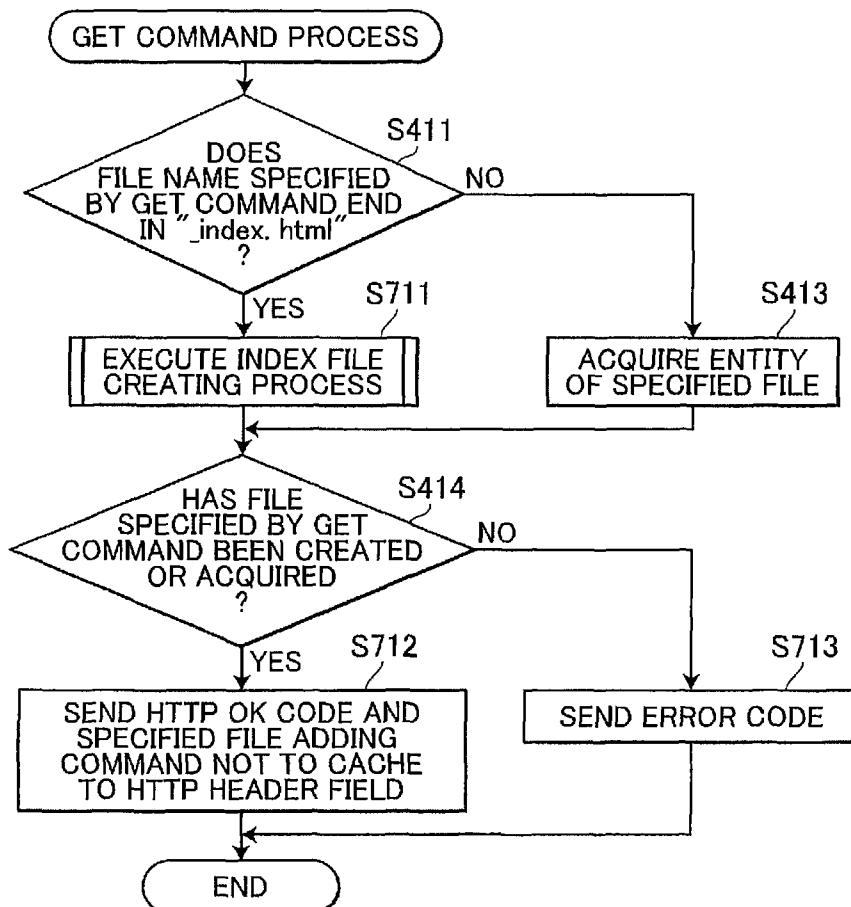 GET COMMAND PROCESS
S411
DOES
FILE NAME SPECIFIED
BY GET COMMAND END
IN "_index. html"
?
NO
YES
S711
EXECUTE INDEX FILE
CREATING PROCESS
S413
ACQUIRE ENTITY
OF SPECIFIED FILE
S414
HAS FILE
SPECIFIED BY GET
COMMAND BEEN CREATED
OR ACQUIRED
?
NO
YES
S712
SEND HTTP OK CODE AND
SPECIFIED FILE ADDING
COMMAND NOT TO CACHE
TO HTTP HEADER FIELD
S713
SEND ERROR CODE
END